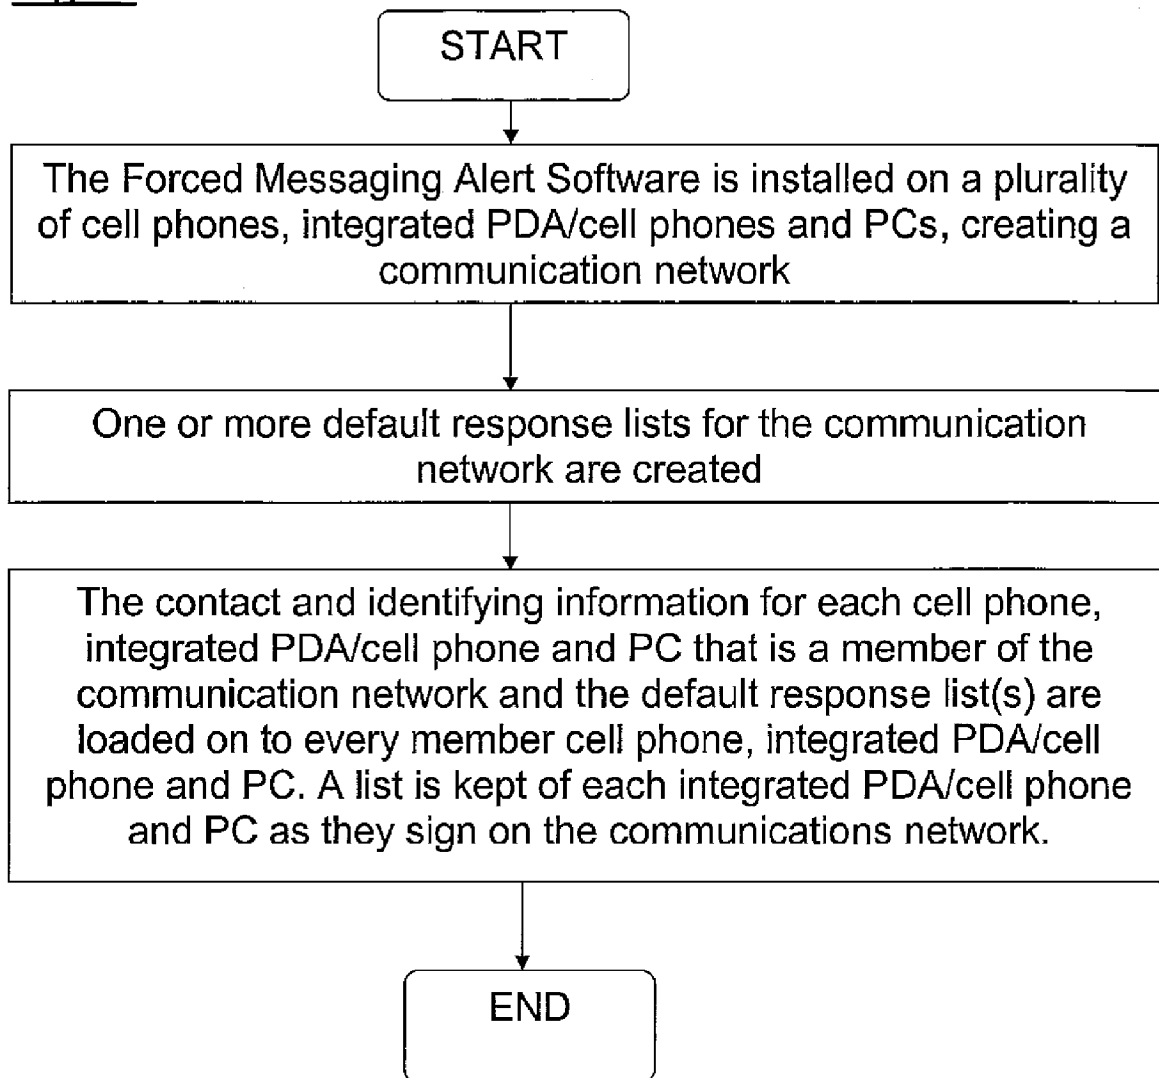 START
The Forced Messaging Alert Software is installed on a plurality
of cell phones, integrated PDA/cell phones and PCs, creating a
communication network
One or more default response lists for the communication
network are created
The contact and identifying information for each cell phone,
integrated PDA/cell phone and PC that is a member of the
communication network and the default response list(s) are
loaded on to every member cell phone, integrated PDA/cell
phone and PC. A list is kept of each integrated PDA/cell phone
and PC as they sign on the communications network.
END